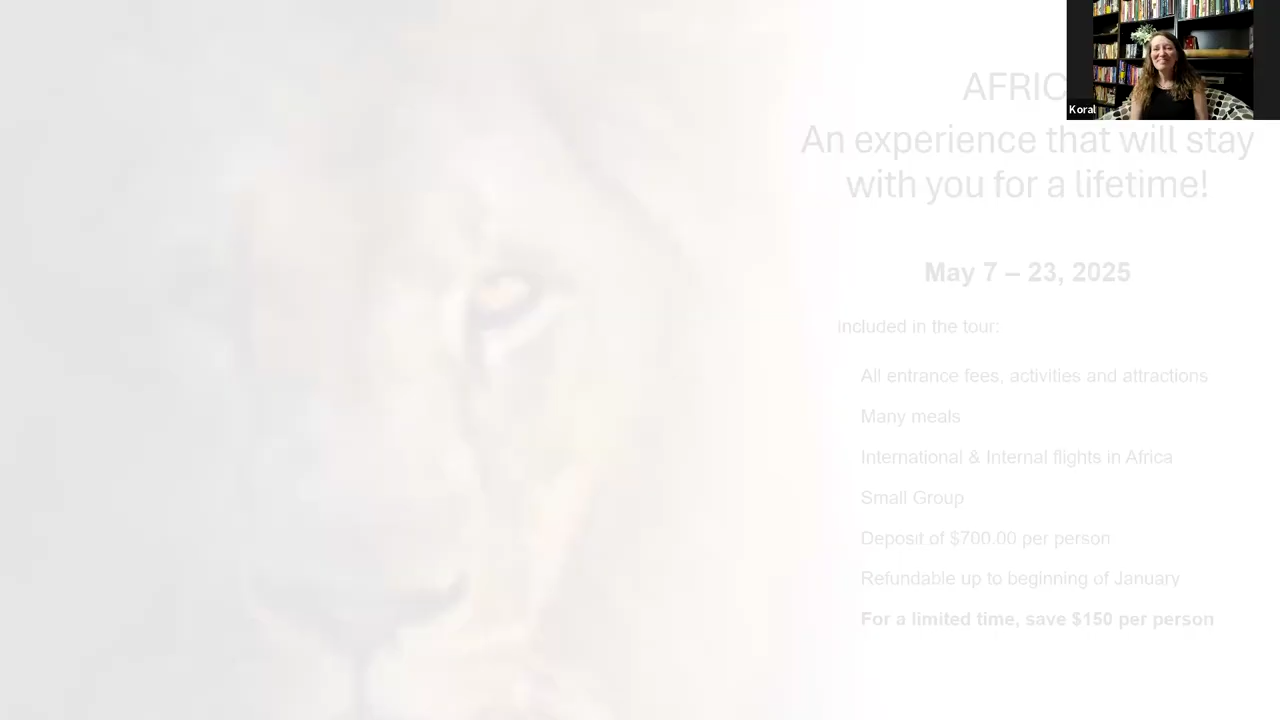 AFRIC
An experience that will stay
with you for a lifetime!
May 7 – 23, 2025
included in the tour:
All entrance fees, activities and attractions
Many meals
International & Internal flights in Africa
Small Group
Deposit of $700.00 per person
Refundable up to beginning of January
For a limited time, save $150 per person
Koral